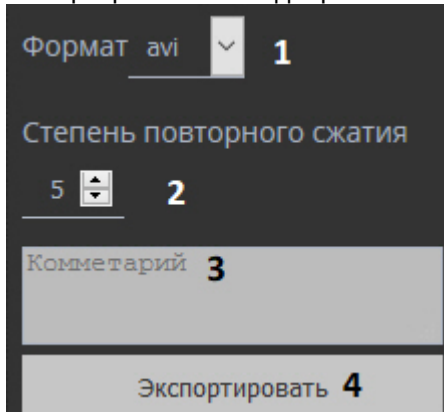 Формат avi 1
Степень повторного сжатия
5 2
Комметарий 3
Экспортировать 4